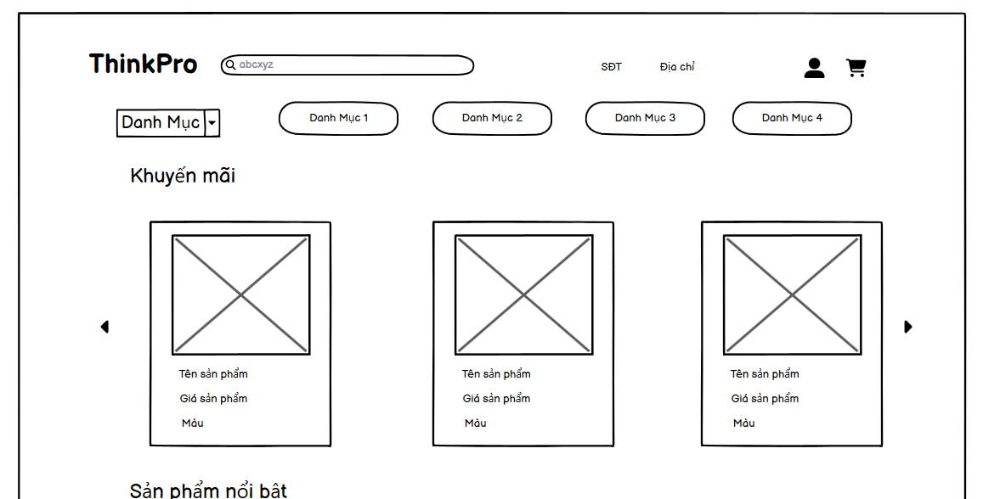 ThinkPro
abcxyz
SĐT
Địa chỉ
Danh Mục
Danh Mục 1
Danh Mục 2
Danh Mục 3
Danh Mục 4
Khuyến mãi
Tên sản phẩm
Giá sản phẩm
Màu
Tên sản phẩm
Giá sản phẩm
Màu
Tên sản phẩm
Giá sản phẩm
Màu
Sản phẩm nổi bật